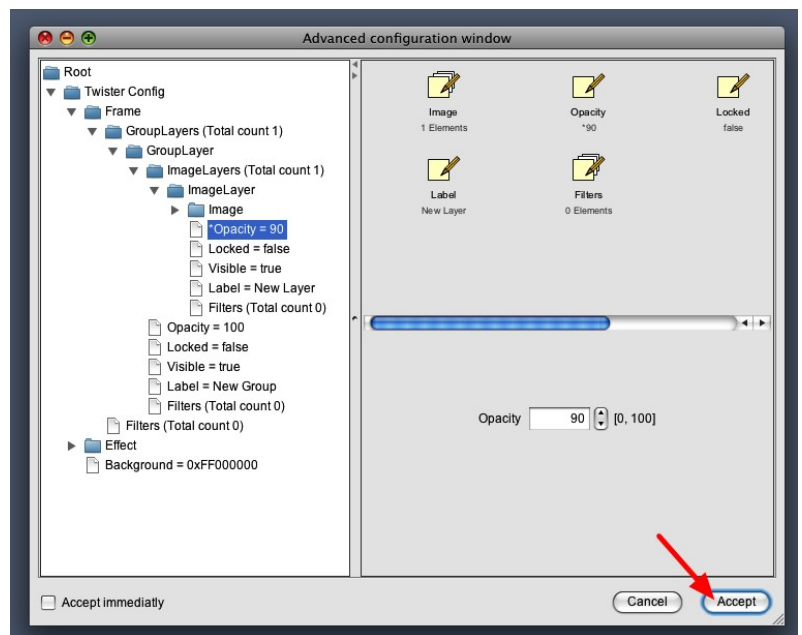 Advanced configuration window
Root
Twister Config
Frame
GroupLayers (Total count 1)
GroupLayer
ImageLayers (Total count 1)
ImageLayer
Image
*Opacity = 90
Locked = false
Visible = true
Label = New Layer
Filters (Total count 0)
Opacity = 100
Locked = false
Visible = true
Label = New Group
Filters (Total count 0)
Filters (Total count 0)
Effect
Background = 0xFF000000
Image Opacity Locked
1 Elements *90 false
Label Filters
New Layer 0 Elements
Opacity 90 [0, 100]
Accept immediatly Cancel Accept